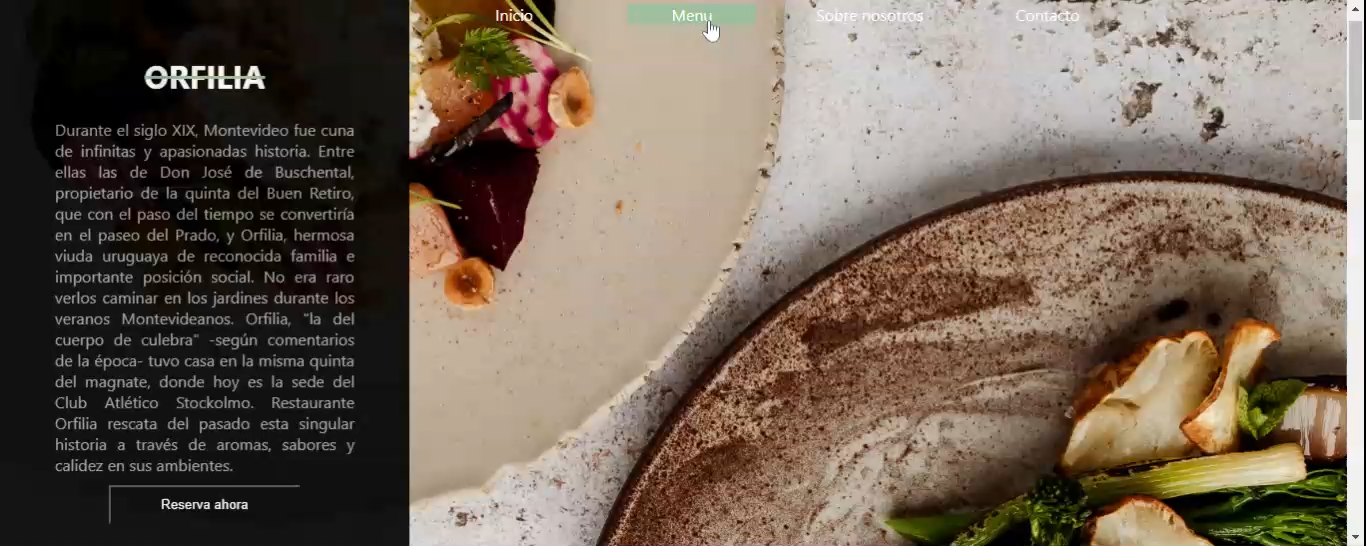 Inicio Menu Sobre nosotros Contacto
ORFILIA
Durante el siglo XIX, Montevideo fue cuna
de infinitas y apasionadas historia. Entre
ellas las de Don José de Buschental,
propietario de la quinta del Buen Retiro,
que con el paso del tiempo se convertiría
en el paseo del Prado, y Orfilia, hermosa
viuda uruguaya de reconocida familia e
importante posición social. No era raro
verlos caminar en los jardines durante los
veranos Montevideanos. Orfilia, "la del
cuerpo de culebra" -según comentarios
de la época- tuvo casa en la misma quinta
del magnate, donde hoy es la sede del
Club Atlético Stockolmo. Restaurante
Orfilia rescata del pasado esta singular
historia a través de aromas, sabores y
calidez en sus ambientes.
Reserva ahora